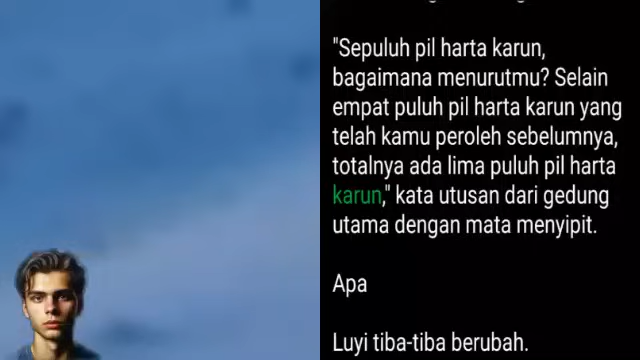 "Sepuluh pil harta karun,
bagaimana menurutmu? Selain
empat puluh pil harta karun yang
telah kamu peroleh sebelumnya,
totalnya ada lima puluh pil harta
karun," kata utusan dari gedung
utama dengan mata menyipit.
Apa
Luyi tiba-tiba berubah.